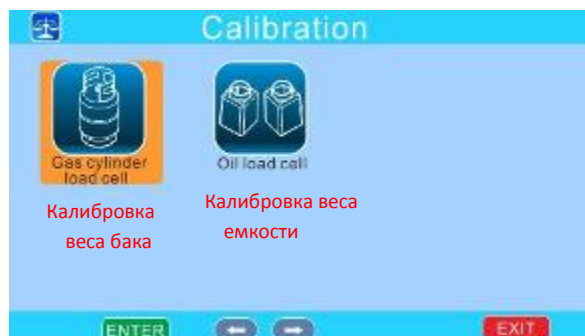 Calibration
Gas cylinder
load cell
Oil load cell
Калибровка
веса бака
Калибровка веса
емкости
ENTER
EXIT